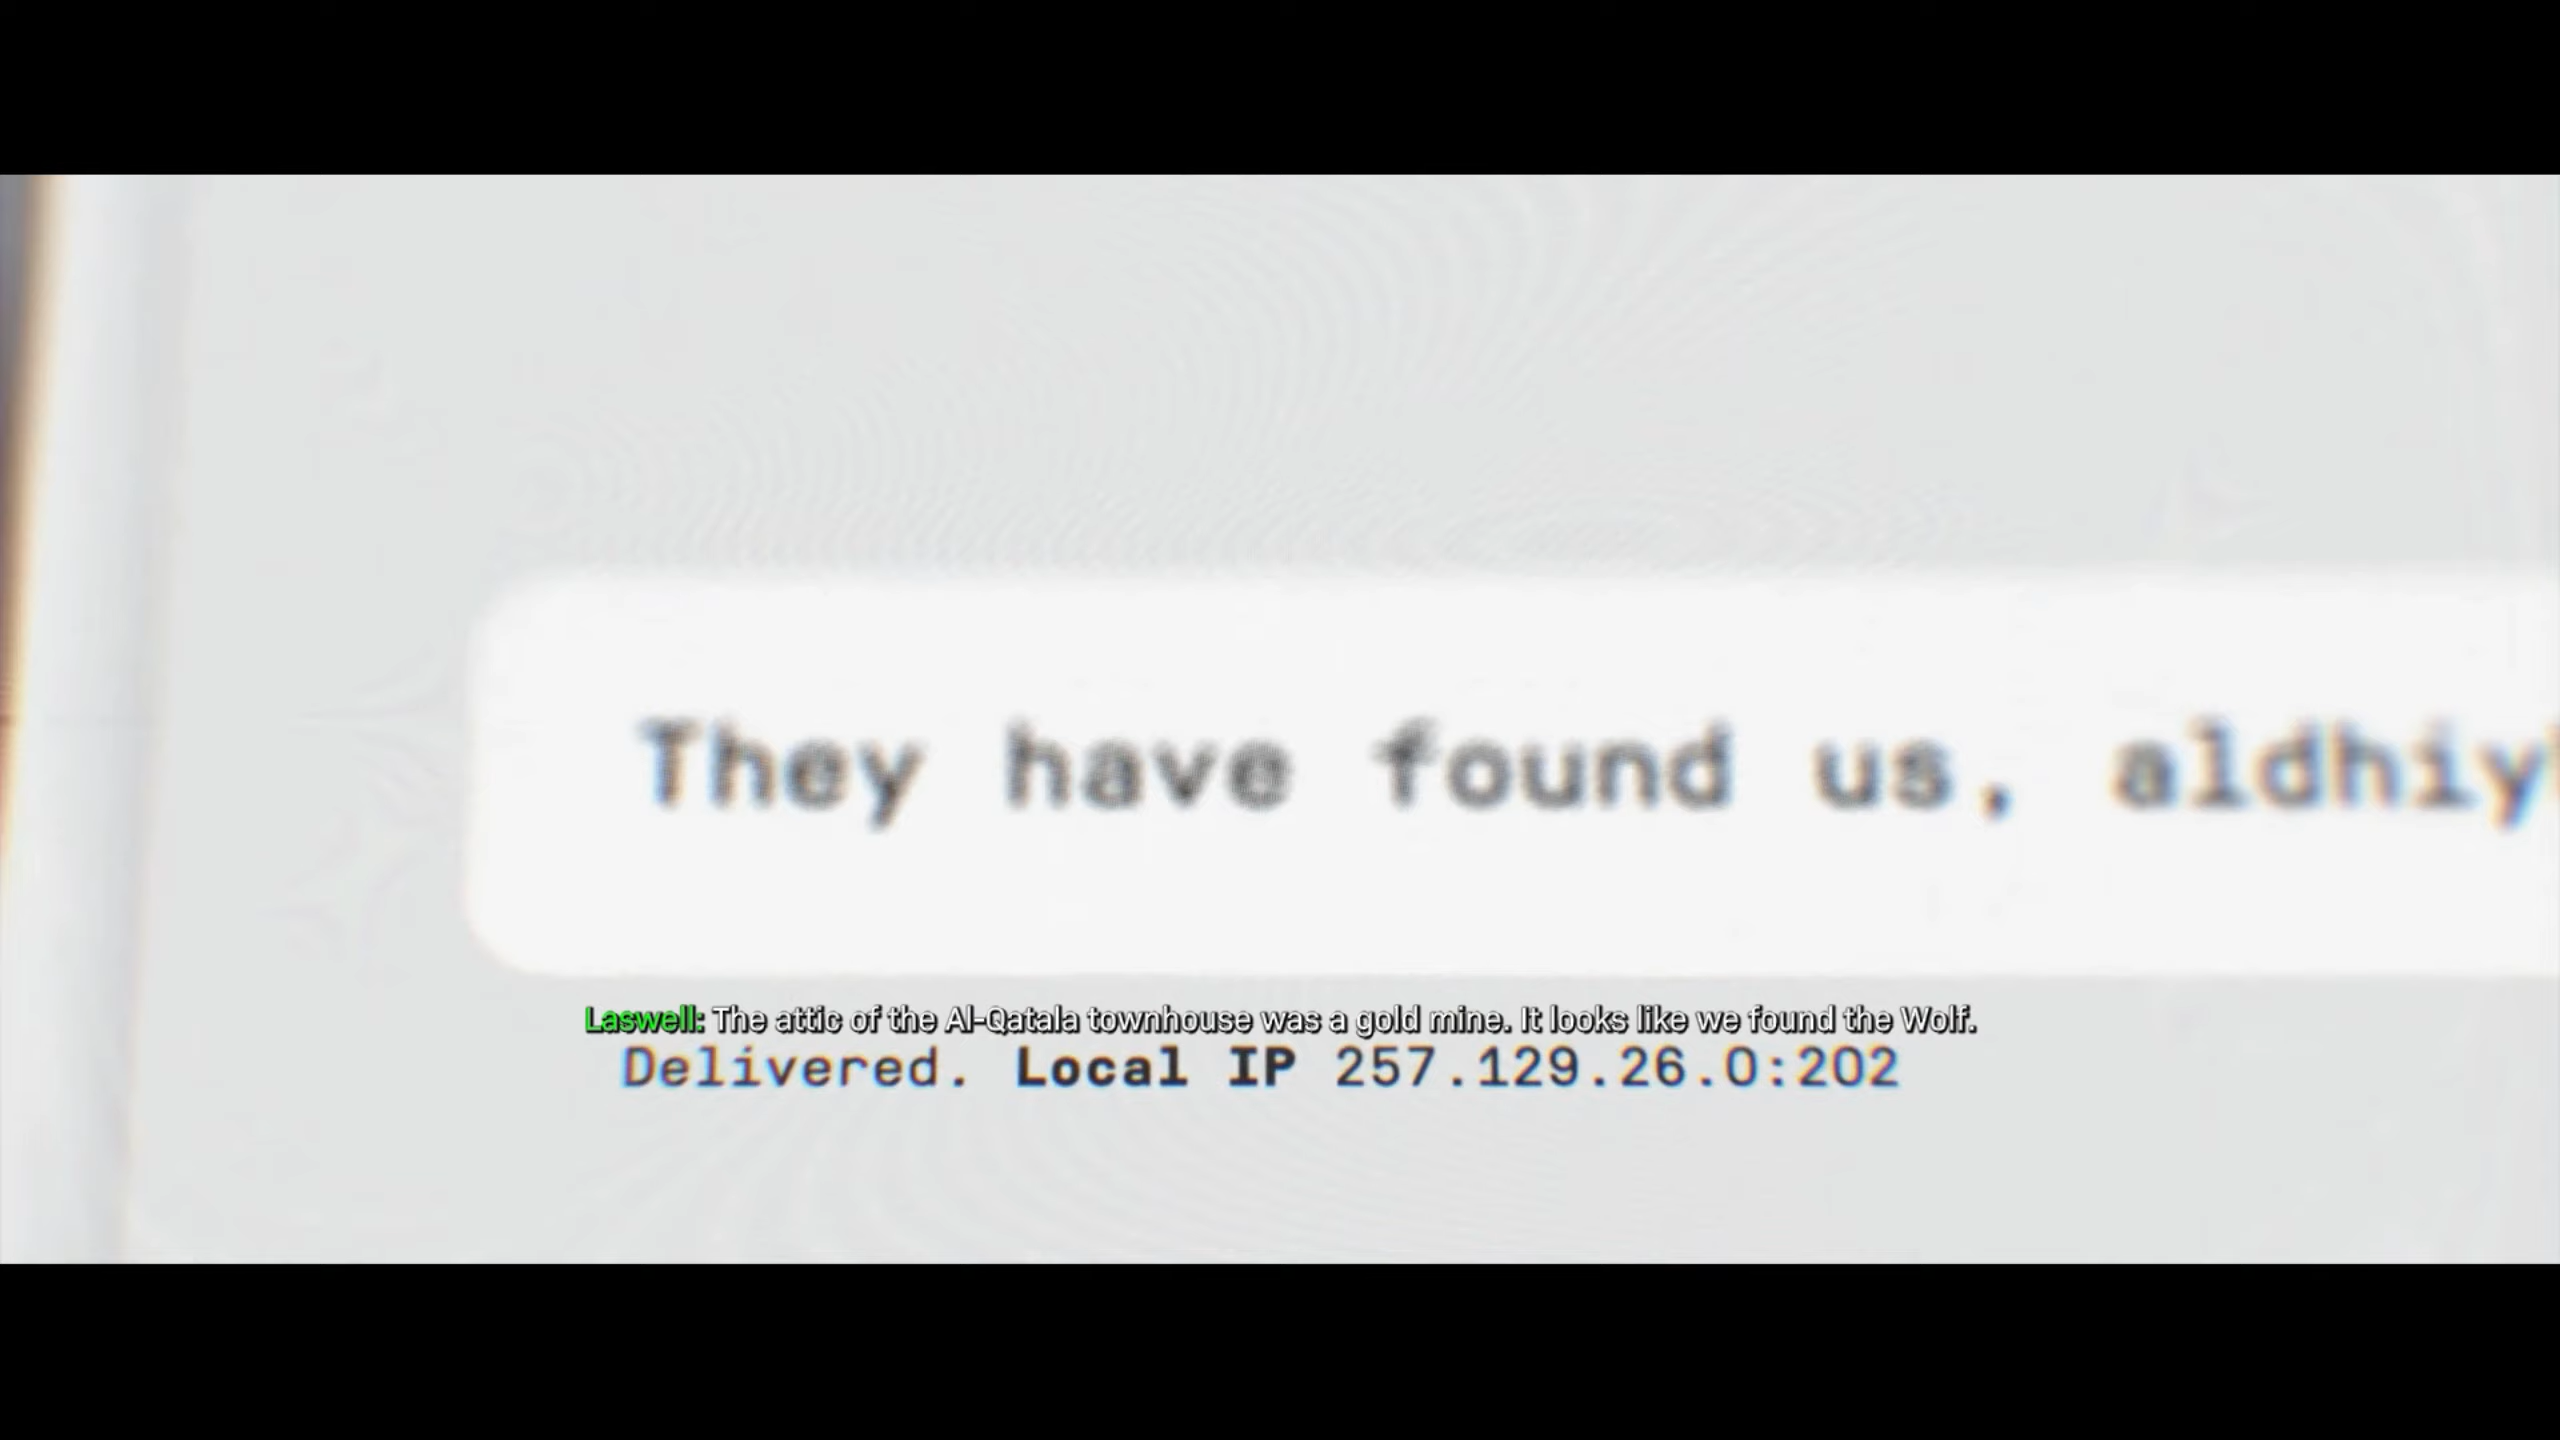 They have found us,
Laswell: The attic of the Al-Qatala townhouse was a gold mine. It looks like we found the Wolf.
Delivered. Local IP 257.129.26.0:202